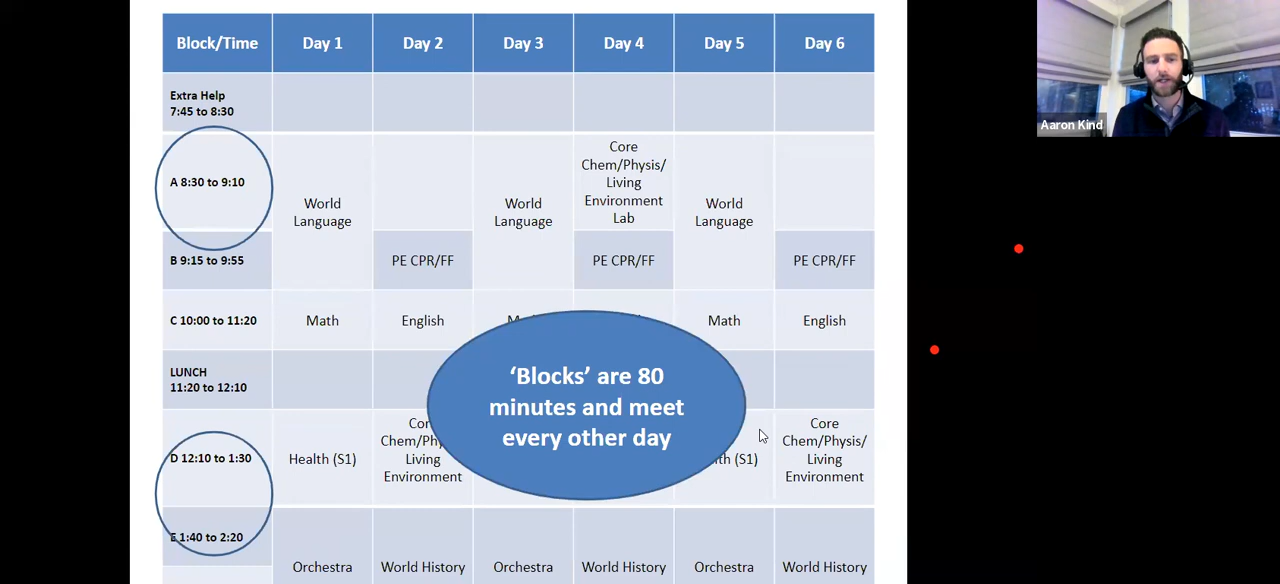 Block/Time
Day 1
Day 2
Day 3
Day 4
Day 5
Day 6
Extra Help
7:45 to 8:30
A 8:30 to 9:10
World
Language
World
Language
Core
Chem/Physis/
Living
Environment
Lab
World
Language
B 9:15 to 9:55
PE CPR/FF
PE CPR/FF
PE CPR/FF
C 10:00 to 11:20
Math
English
Math
English
LUNCH
11:20 to 12:10
‘Blocks’ are 80
minutes and meet
every other day
D 12:10 to 1:30
Health (S1)
Living
Environment
(S1)
Core
Chem/Physis/
Living
Environment
E 1:40 to 2:20
Orchestra
World History
Orchestra
World History
Orchestra
World History
Aaron Kind